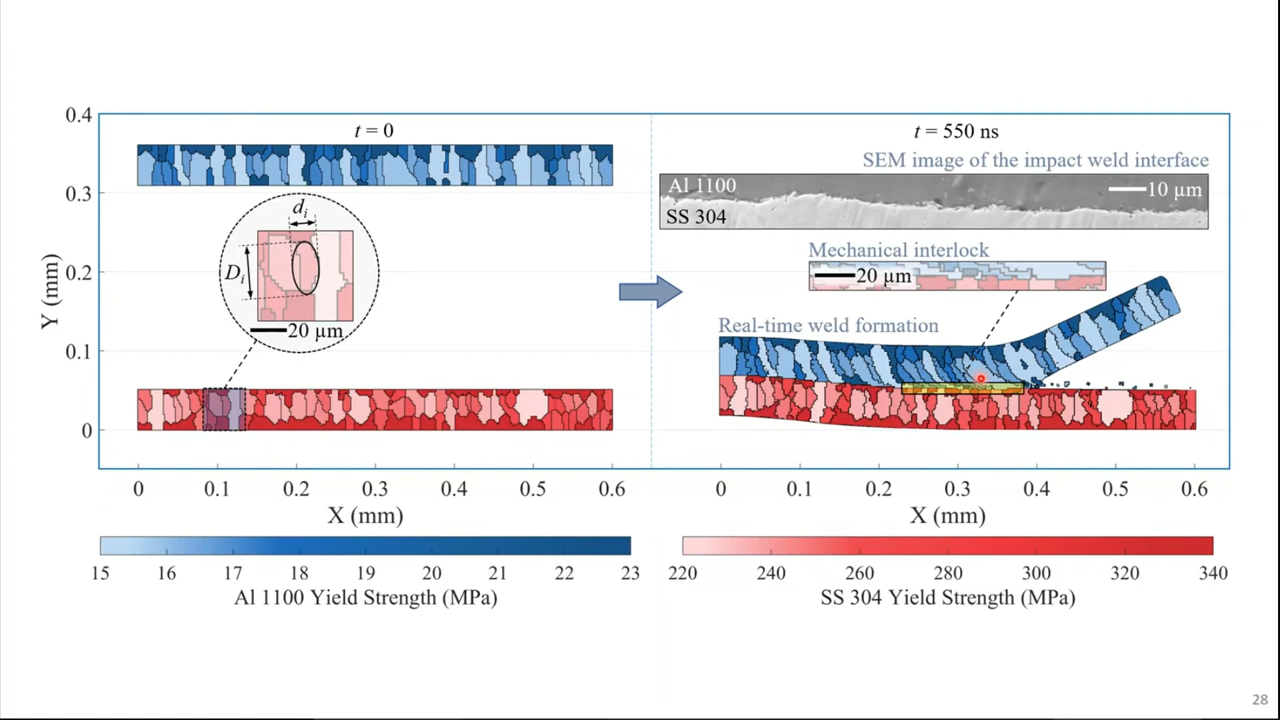 0.4
0.3
0.2
0.1
0
Y (mm)
t = 0
d_i
D_i
20 µm
0 0.1 0.2 0.3 0.4 0.5 0.6
X (mm)
t = 550 ns
SEM image of the impact weld interface
Al 1100
10 µm
SS 304
Mechanical interlock
20 µm
Real-time weld formation
0 0.1 0.2 0.3 0.4 0.5 0.6
X (mm)
15 16 17 18 19 20 21 22 23
Al 1100 Yield Strength (MPa)
220 240 260 280 300 320 340
SS 304 Yield Strength (MPa)
28